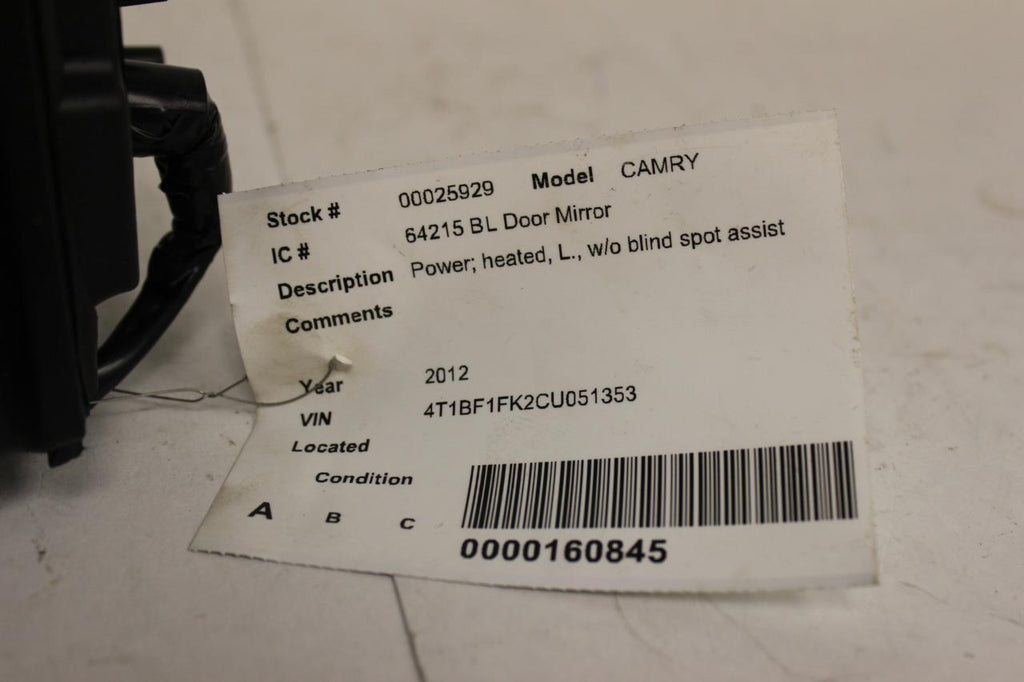 Stock # 00025929 Model CAMRY
IC # 64215 BL Door Mirror
Description Power; heated, L., w/o blind spot assist
Comments
Year 2012
VIN 4T1BF1FK2CU051353
Located
Condition
A B C
0000160845